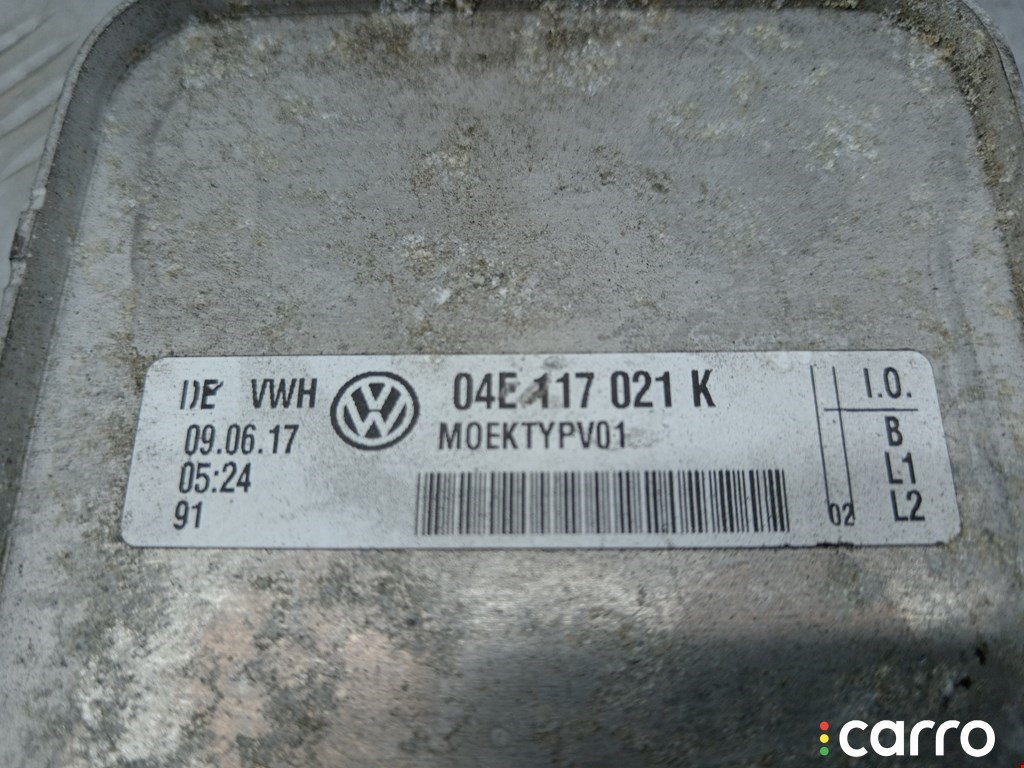 DE VWH
09.06.17
05:24
91
04E 117 021 K
MOEKTYPV01
02
I.O.
B
L1
L2
carro